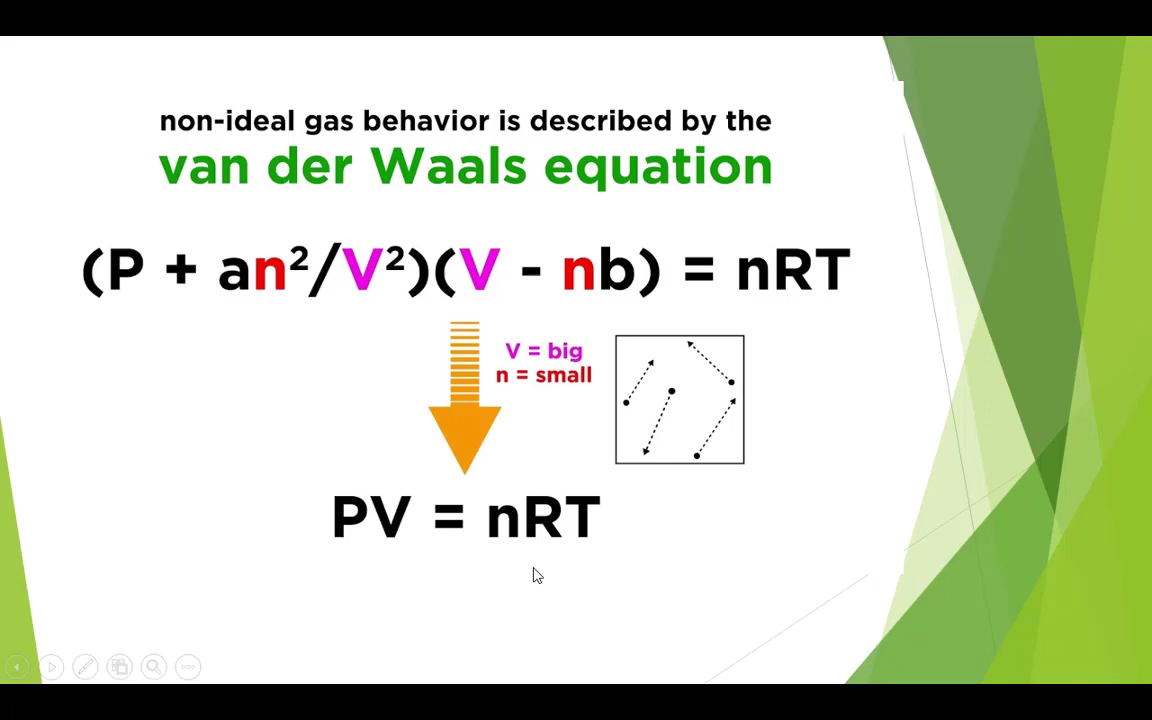 non-ideal gas behavior is described by the
van der Waals equation
(P + an²/V²)(V - nb) = nRT
V = big
n = small
PV = nRT